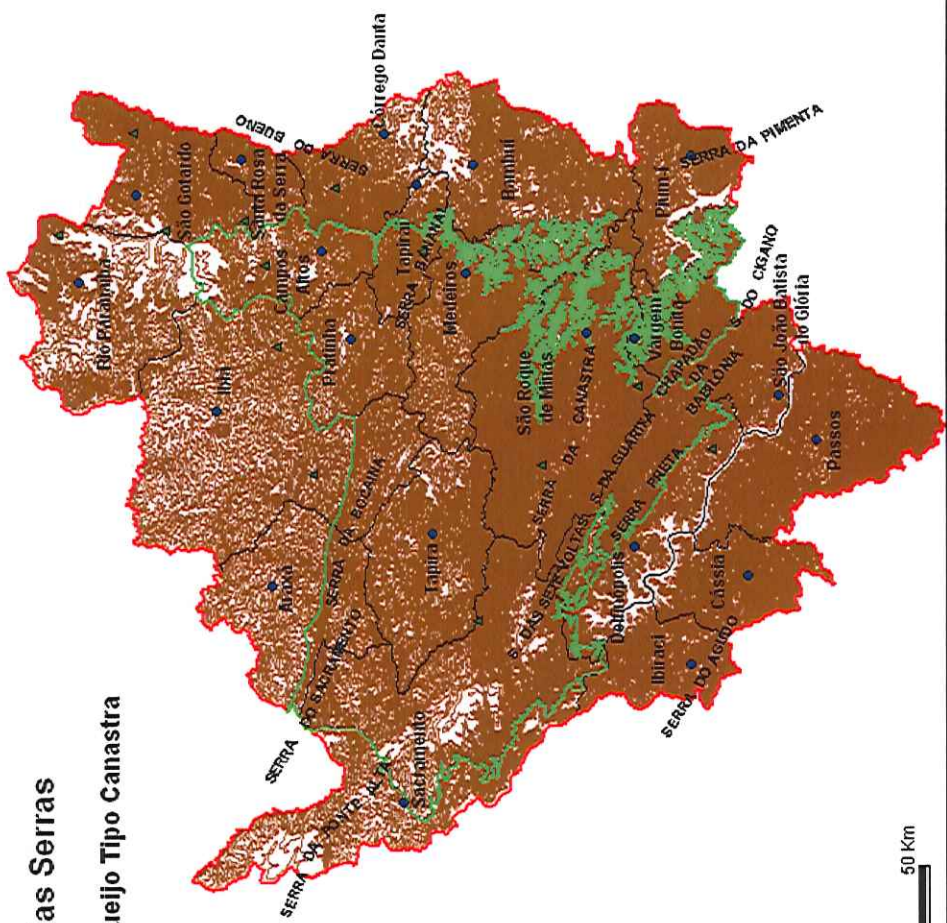 as Serras
ueijo Tipo Canastra
Rio Paranaíba
São Gotardo
Santa Rosa
da Serra
SERRA DO BUENO
Campos
Altos
Córrego Danta
Ibiá
Pratinha
SERRA BANANAL
Medeiros
Bambuí
Araxá
SERRA DA BOCAINA
SERRA DO SACRAMENTO
Tapira
SERRA DA PONTE ALTA
Sacramento
São Roque
de Minas
SERRA DA CANASTRA
Vargem
Bonita
Piumhi
SERRA DA PIMENTA
S. DAS SETE VOLTAS
S. DA GUARITA
CHAPADÃO
DA
BABILÔNIA
S. DO CIGANO
SERRA PRETA
Delfinópolis
São João Batista
do Glória
Ibiraci
SERRA DO AGUDO
Cássia
Passos
50 Km